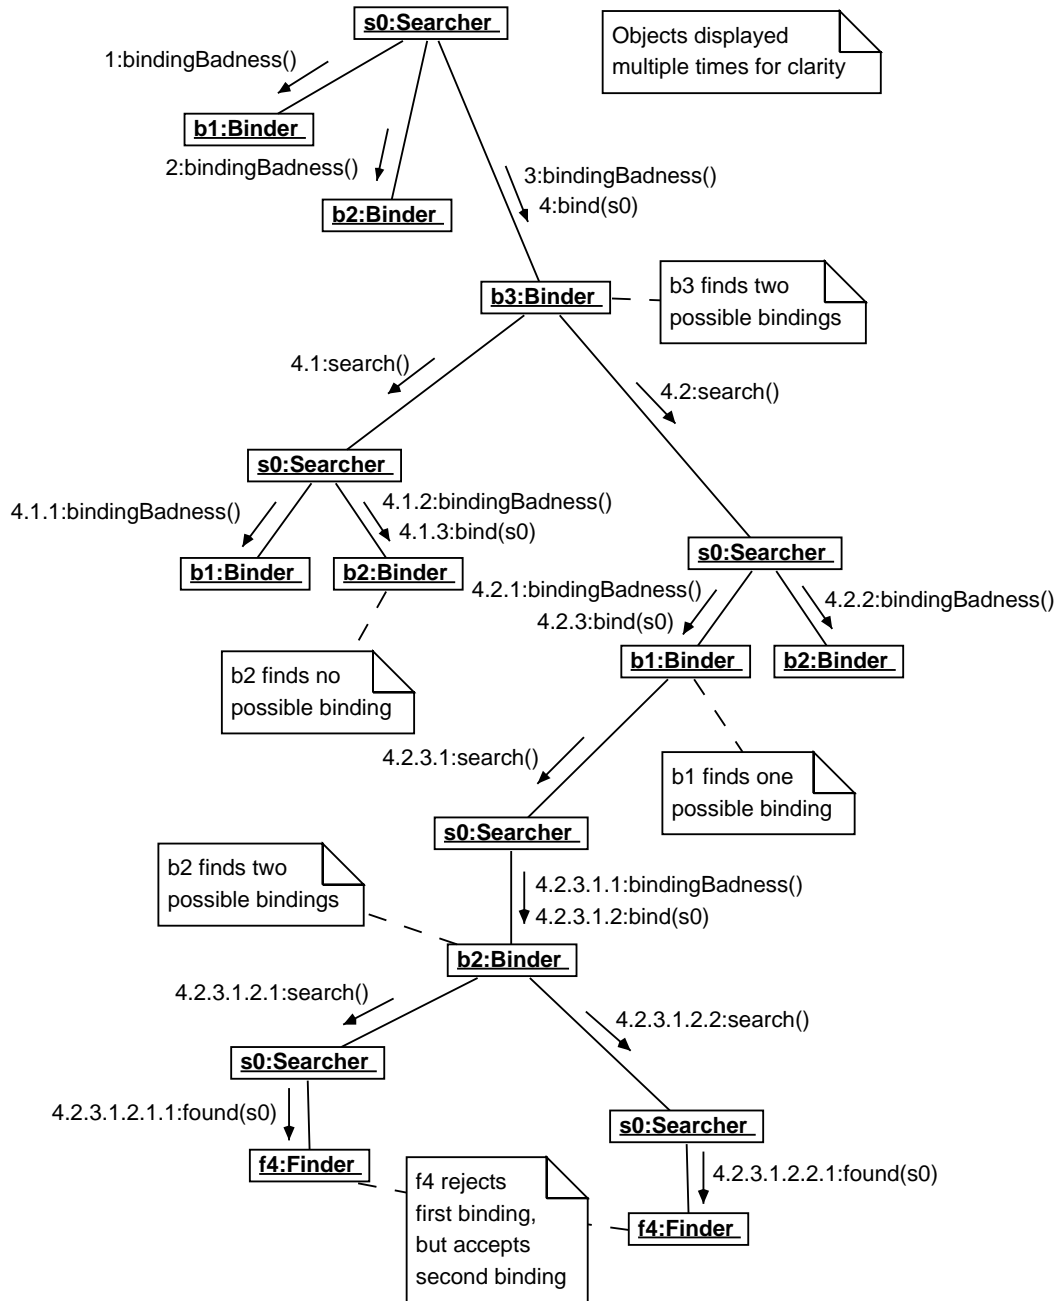 s0:Searcher
Objects displayed
multiple times for clarity
1:bindingBadness()
b1:Binder
2:bindingBadness()
3:bindingBadness()
4:bind(s0)
b2:Binder
b3:Binder
b3 finds two
possible bindings
4.1:search()
4.2:search()
s0:Searcher
4.1.1:bindingBadness()
4.1.2:bindingBadness()
4.1.3:bind(s0)
b1:Binder
b2:Binder
s0:Searcher
4.2.1:bindingBadness()
4.2.3:bind(s0)
4.2.2:bindingBadness()
b1:Binder
b2:Binder
b2 finds no
possible binding
4.2.3.1:search()
b1 finds one
possible binding
s0:Searcher
b2 finds two
possible bindings
4.2.3.1.1:bindingBadness()
4.2.3.1.2:bind(s0)
b2:Binder
4.2.3.1.2.1:search()
4.2.3.1.2.2:search()
s0:Searcher
4.2.3.1.2.1.1:found(s0)
s0:Searcher
f4:Finder
4.2.3.1.2.2.1:found(s0)
f4 rejects
first binding,
but accepts
second binding
f4:Finder